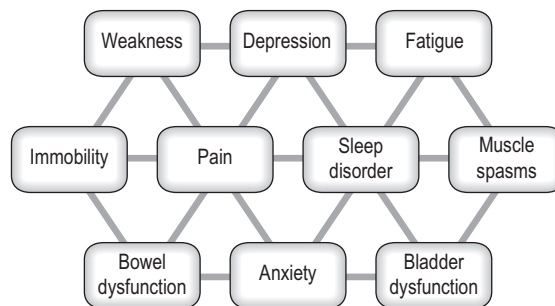 Weakness
Depression
Fatigue
Immobility
Pain
Sleep
disorder
Muscle
spasms
Bowel
dysfunction
Anxiety
Bladder
dysfunction